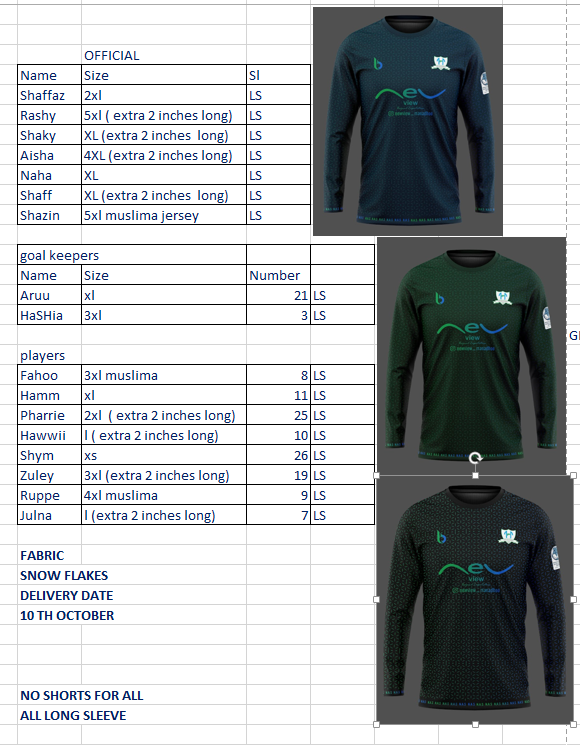 OFFICIAL
Name Size Sl
Shaffaz 2xl LS
Rashy 5xl ( extra 2 inches long) LS
Shaky XL (extra 2 inches  long) LS
Aisha 4XL (extra 2 inches long) LS
Naha XL LS
Shaff XL (extra 2 inches  long) LS
Shazin 5xl muslima jersey LS
goal keepers
Name Size Number
Aruu xl 21 LS
HaSHia 3xl 3 LS
players
Fahoo 3xl muslima 8 LS
Hamm xl 11 LS
Pharrie 2xl  ( extra 2 inches long) 25 LS
Hawwii l ( extra 2 inches long) 10 LS
Shym xs 26 LS
Zuley 3xl (extra 2 inches long) 19 LS
Ruppe 4xl muslima 9 LS
Julna l (extra 2 inches long) 7 LS
FABRIC
SNOW FLAKES
DELIVERY DATE
10 TH OCTOBER
NO SHORTS FOR ALL
ALL LONG SLEEVE
view
view
view